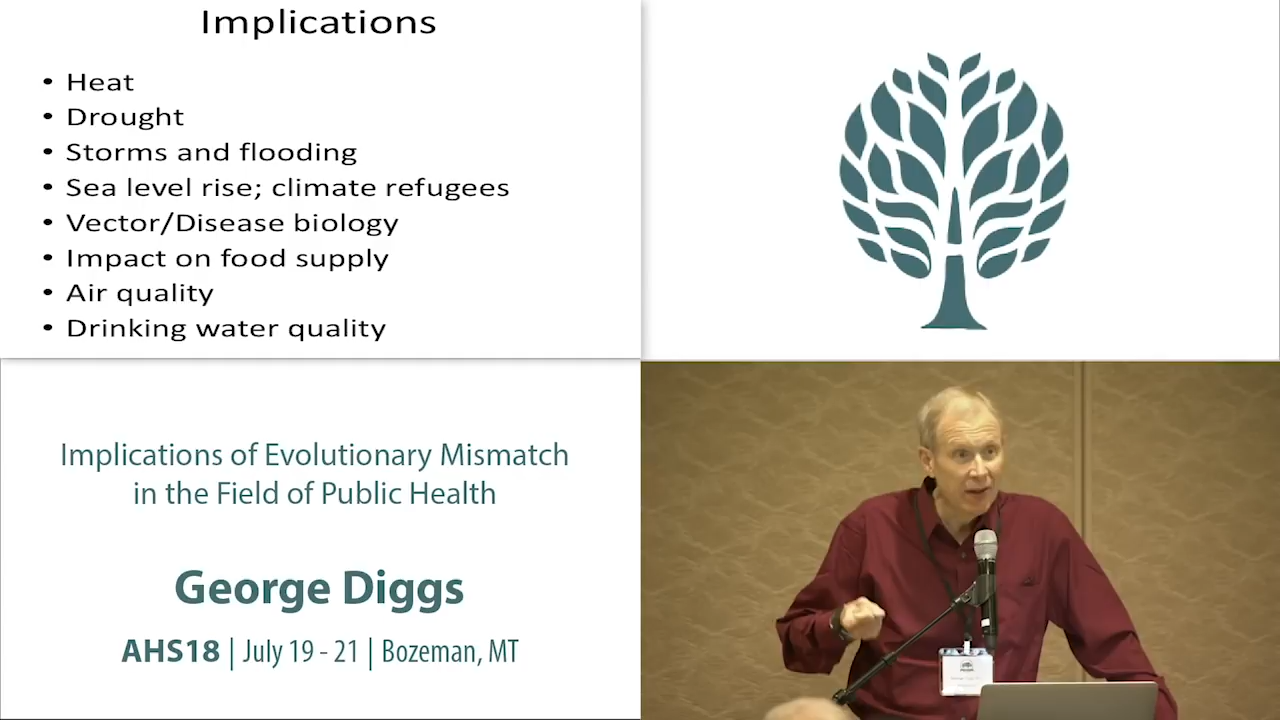 Implications
• Heat
• Drought
• Storms and flooding
• Sea level rise; climate refugees
• Vector/Disease biology
• Impact on food supply
• Air quality
• Drinking water quality
Implications of Evolutionary Mismatch
in the Field of Public Health
George Diggs
AHS18 | July 19 - 21 | Bozeman, MT